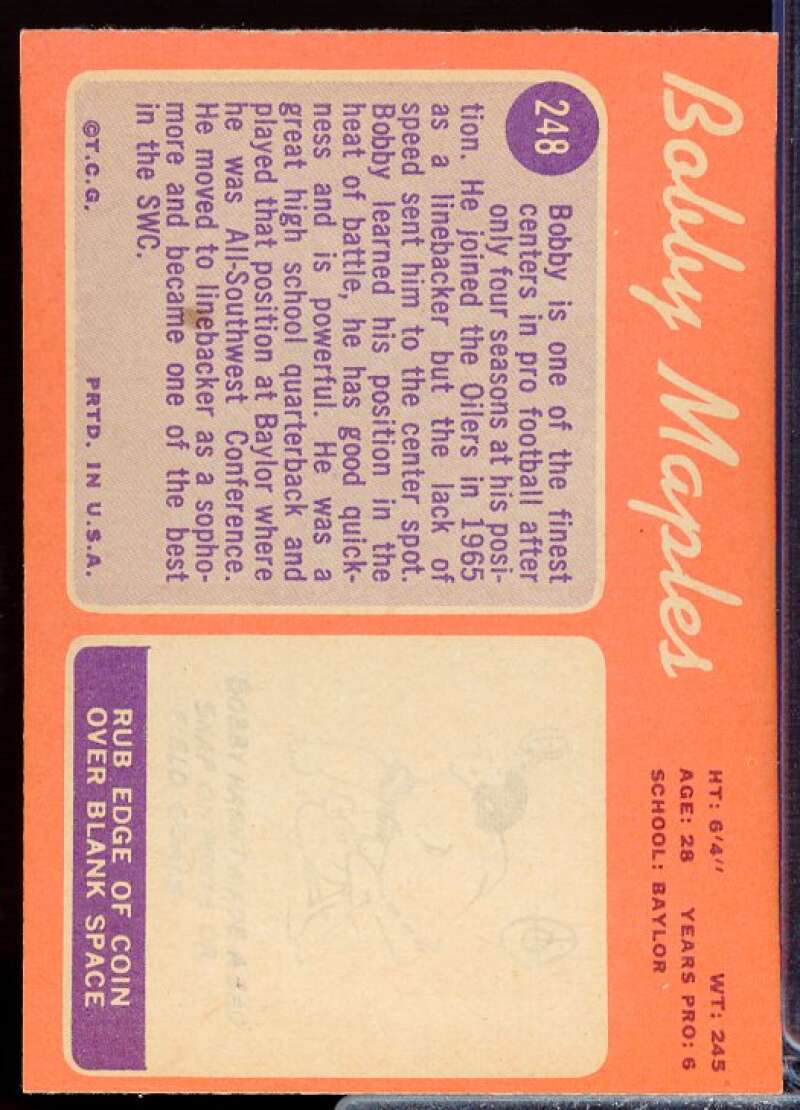 Bobby Maples
HT: 6'4" WT: 245
AGE: 28 YEARS PRO: 6
SCHOOL: BAYLOR
248
Bobby is one of the finest
centers in pro football after
only four seasons at his posi-
tion. He joined the Oilers in 1965
as a linebacker but the lack of
speed sent him to the center spot.
Bobby learned his position in the
heat of battle, he has good quick-
ness and is powerful. He was a
great high school quarterback and
played that position at Baylor where
he was All-Southwest Conference.
He moved to linebacker as a sopho-
more and became one of the best
in the SWC.
©T.C.G. PRTD. IN U.S.A.
BOBBY
RUB EDGE OF COIN
OVER BLANK SPACE